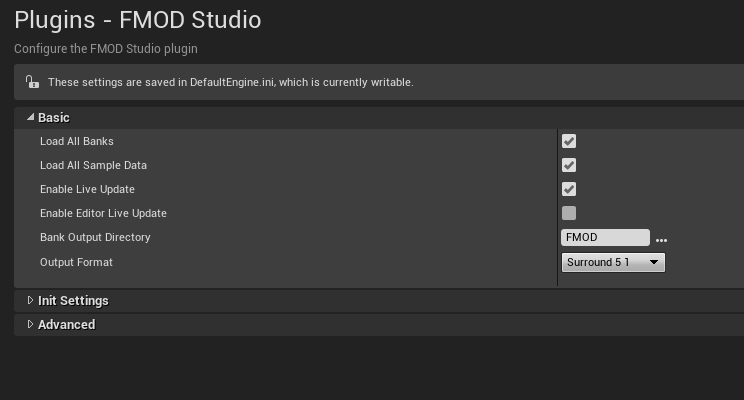 Plugins - FMOD Studio
Configure the FMOD Studio plugin
These settings are saved in DefaultEngine.ini, which is currently writable.
Basic
Load All Banks
Load All Sample Data
Enable Live Update
Enable Editor Live Update
Bank Output Directory FMOD ...
Output Format Surround 5 1
Init Settings
Advanced